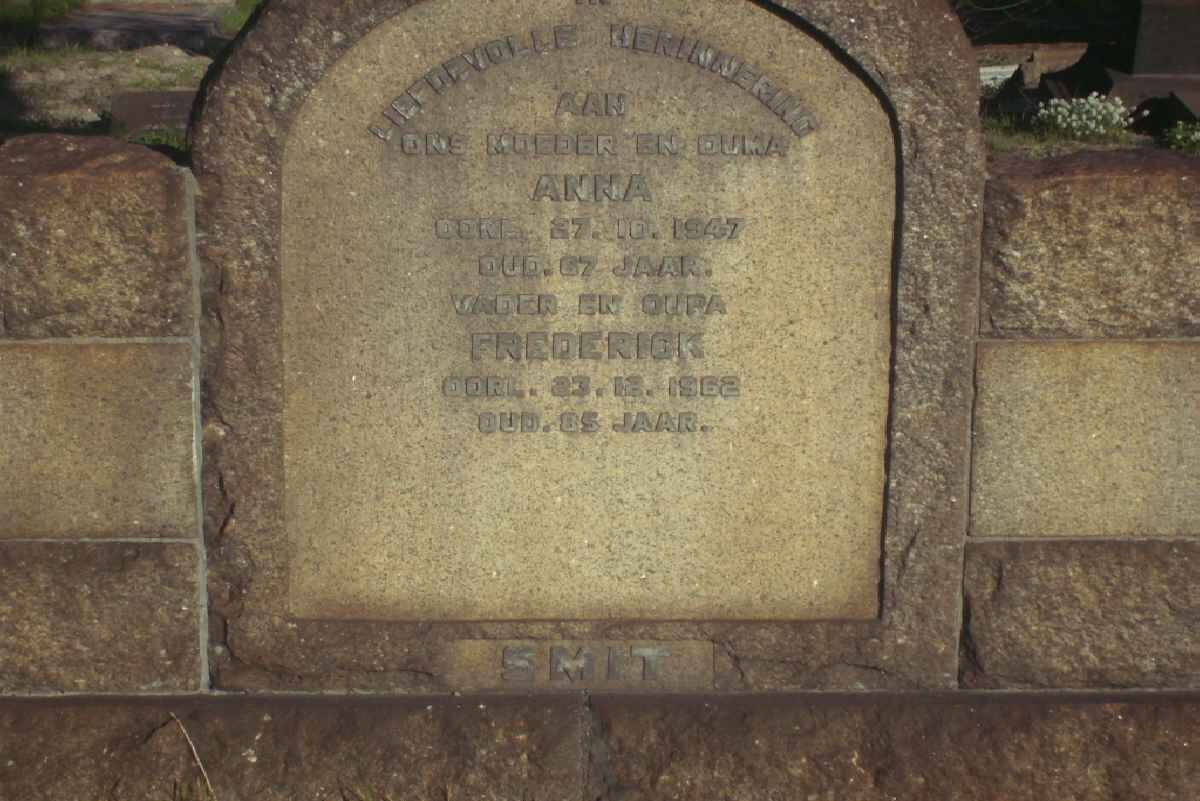 IN
LIEFDEVOLLE HERINNERING
AAN
ONS MOEDER EN OUMA
ANNA
OORL. 27. 10. 1947
OUD. 67 JAAR.
VADER EN OUPA
FREDERICK
OORL. 23. 12. 1962
OUD. 85 JAAR.
SMIT